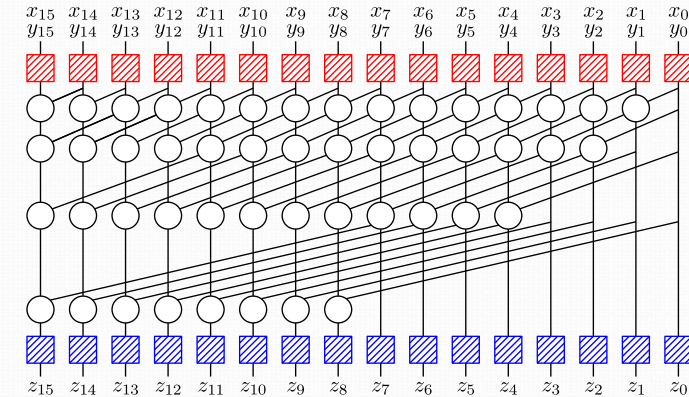 x15 x14 x13 x12 x11 x10 x9 x8 x7 x6 x5 x4 x3 x2 x1 x0
y15 y14 y13 y12 y11 y10 y9 y8 y7 y6 y5 y4 y3 y2 y1 y0
z15 z14 z13 z12 z11 z10 z9 z8 z7 z6 z5 z4 z3 z2 z1 z0